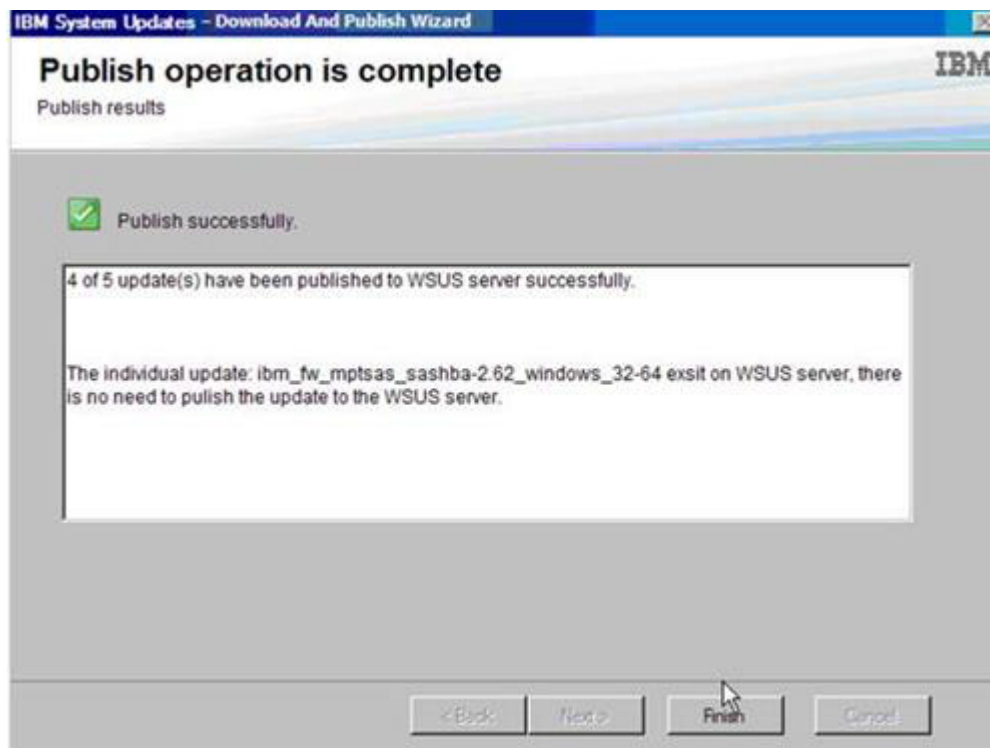 IBM System Updates – Download And Publish Wizard
Publish operation is complete
IBM
Publish results
Publish successfully.
4 of 5 update(s) have been published to WSUS server successfully.
The individual update: ibm_fw_mptsas_sashba-2.62_windows_32-64 exsit on WSUS server, there
is no need to pulish the update to the WSUS server.
< Back
Next >
Finish
Cancel